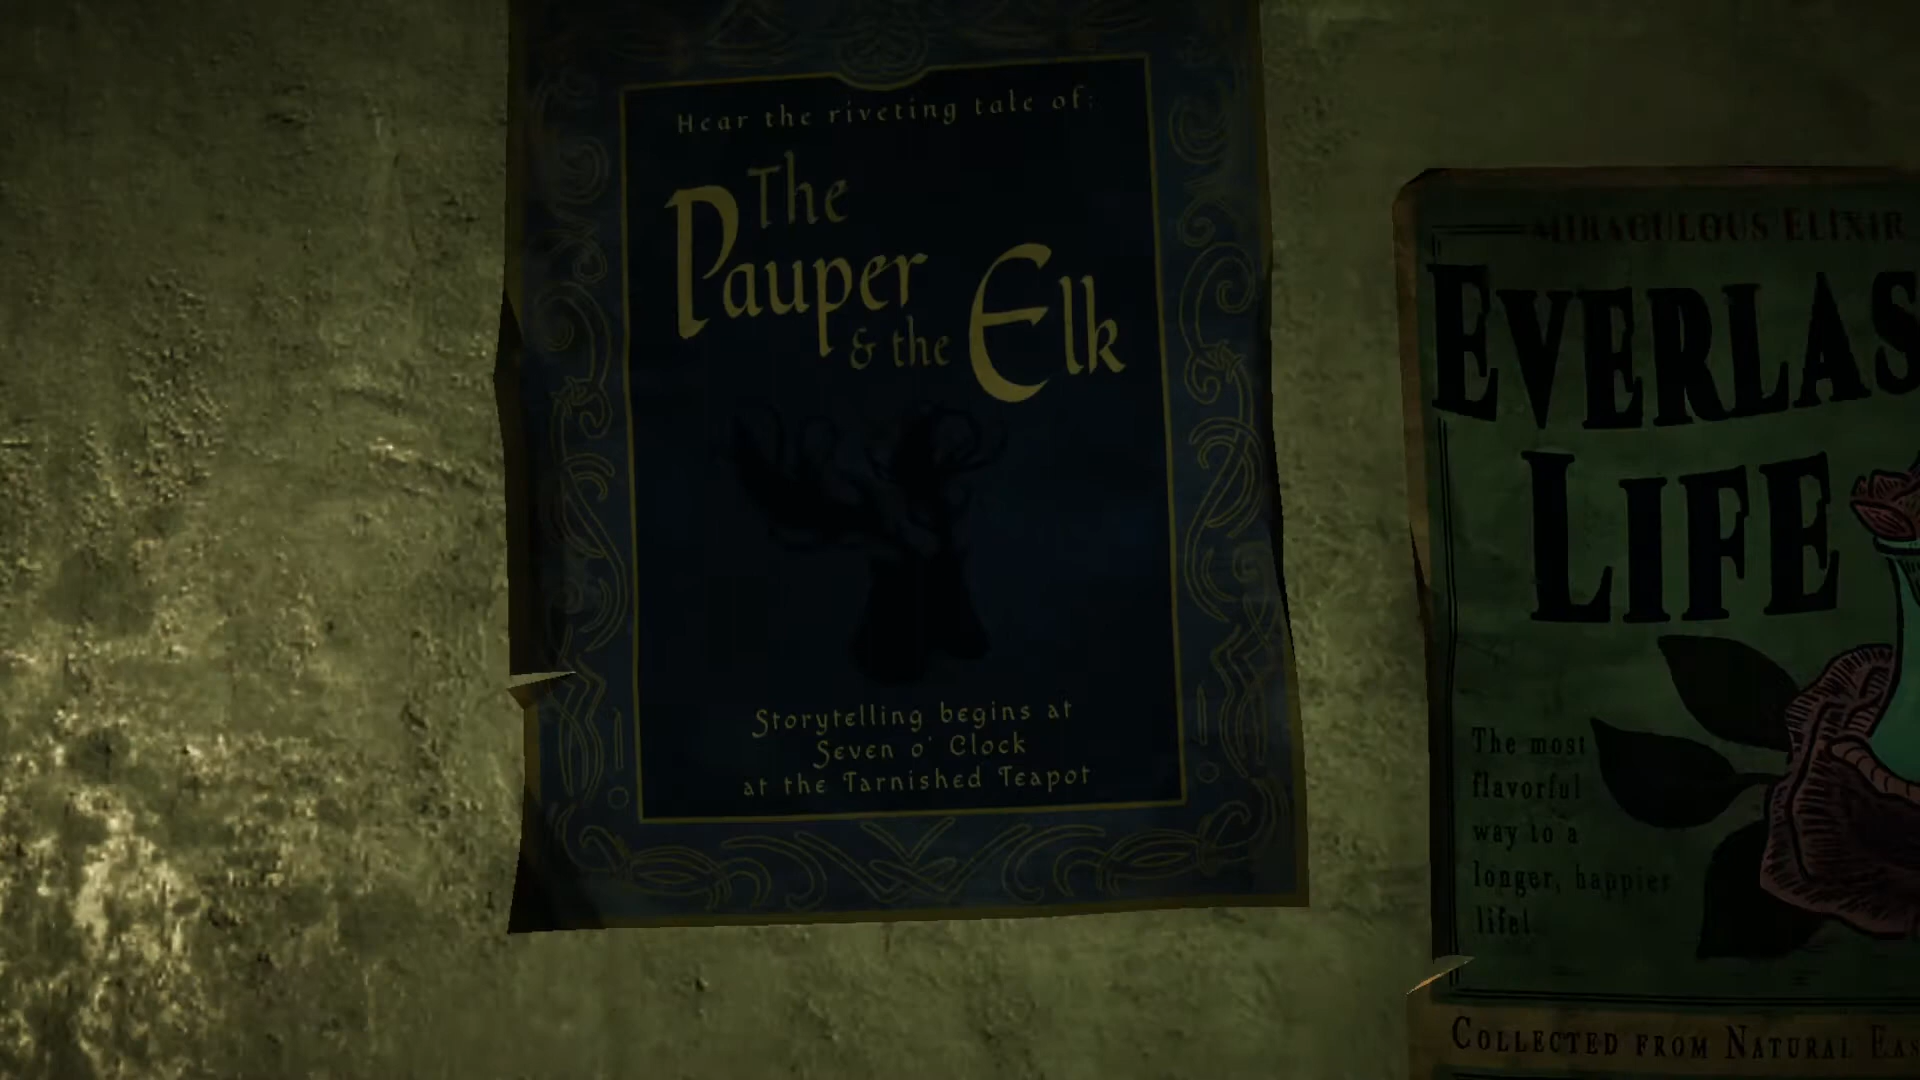 Hear the riveting tale of:
The
Pauper
& the Elk
Storytelling begins at
Seven o' Clock
at the Tarnished Teapot
MIRACULOUS ELIXIR
EVERLAS
LIFE
The most
flavorful
way to a
longer, happier
life!
COLLECTED FROM NATURAL EAS